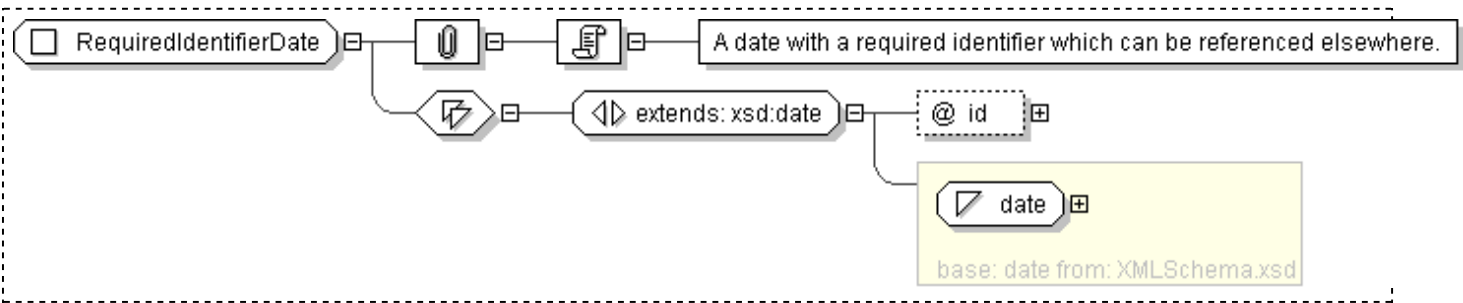 RequiredIdentifierDate
A date with a required identifier which can be referenced elsewhere.
extends: xsd:date
@ id
date
base: date from: XMLSchema.xsd